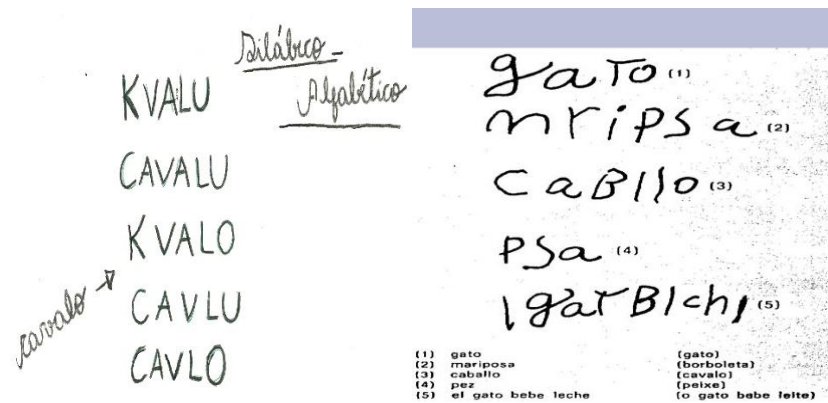 Silábico -
Alfabético
KVALU
CAVALU
KVALO
cavalo → CAVLU
CAVLO
gaTo (1)
mriPSa (2)
CaBllo (3)
PSa (4)
lgaTBlchl (5)
(1) gato (gato)
(2) mariposa (borboleta)
(3) caballo (cavalo)
(4) pez (peixe)
(5) el gato bebe leche (o gato bebe leite)